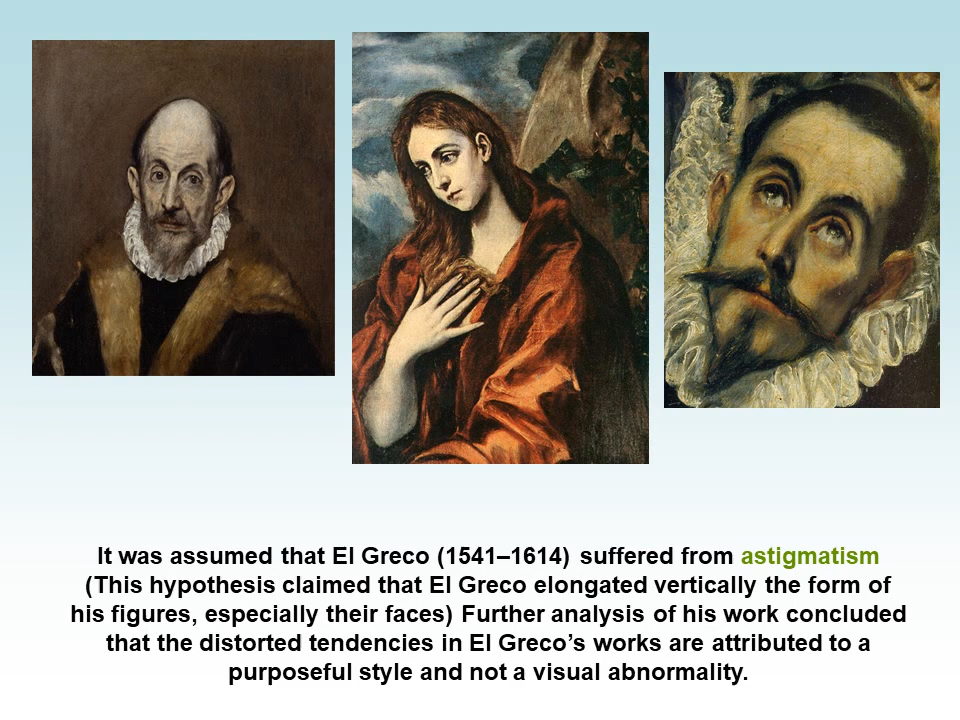 It was assumed that El Greco (1541–1614) suffered from astigmatism
(This hypothesis claimed that El Greco elongated vertically the form of
his figures, especially their faces) Further analysis of his work concluded
that the distorted tendencies in El Greco’s works are attributed to a
purposeful style and not a visual abnormality.